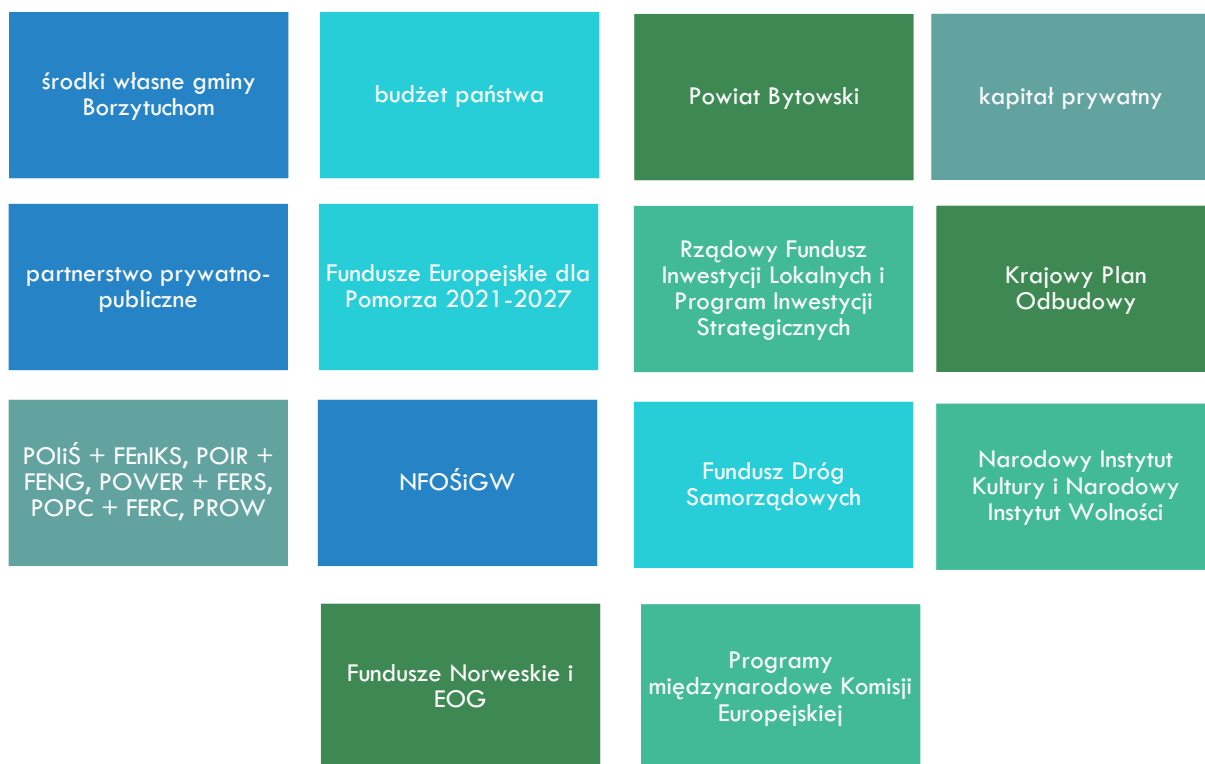 środki własne gminy
Borzytuchom
budżet państwa
Powiat Bytowski
kapitał prywatny
partnerstwo prywatno-
publiczne
Fundusze Europejskie dla
Pomorza 2021-2027
Rządowy Fundusz
Inwestycji Lokalnych i
Program Inwestycji
Strategicznych
Krajowy Plan
Odbudowy
POIiŚ + FEnIKS, POIR +
FENG, POWER + FERS,
POPC + FERC, PROW
NFOŚiGW
Fundusz Dróg
Samorządowych
Narodowy Instytut
Kultury i Narodowy
Instytut Wolności
Fundusze Norweskie i
EOG
Programy
międzynarodowe Komisji
Europejskiej